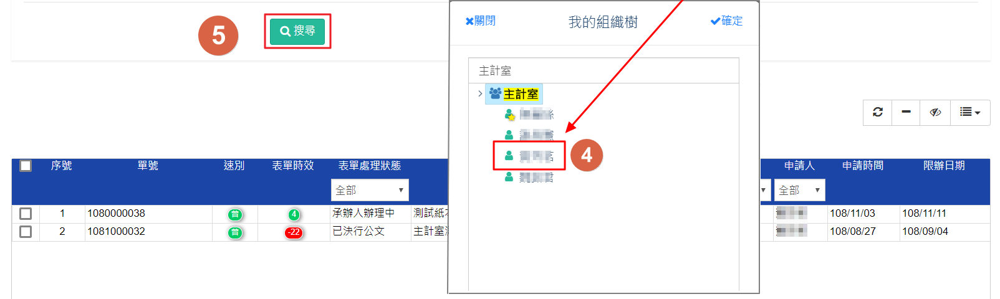 5
搜尋
關閉
我的組織樹
確定
主計室
主計室
絲
憲
茗
4
君
序號 單號 速別 表單時效 表單處理狀態 申請人 申請時間 限辦日期
全部 全部
1 1080000038 普 4 承辦人辦理中 測試紙 108/11/03 108/11/11
2 1081000032 普 -22 已決行公文 主計室 108/08/27 108/09/04